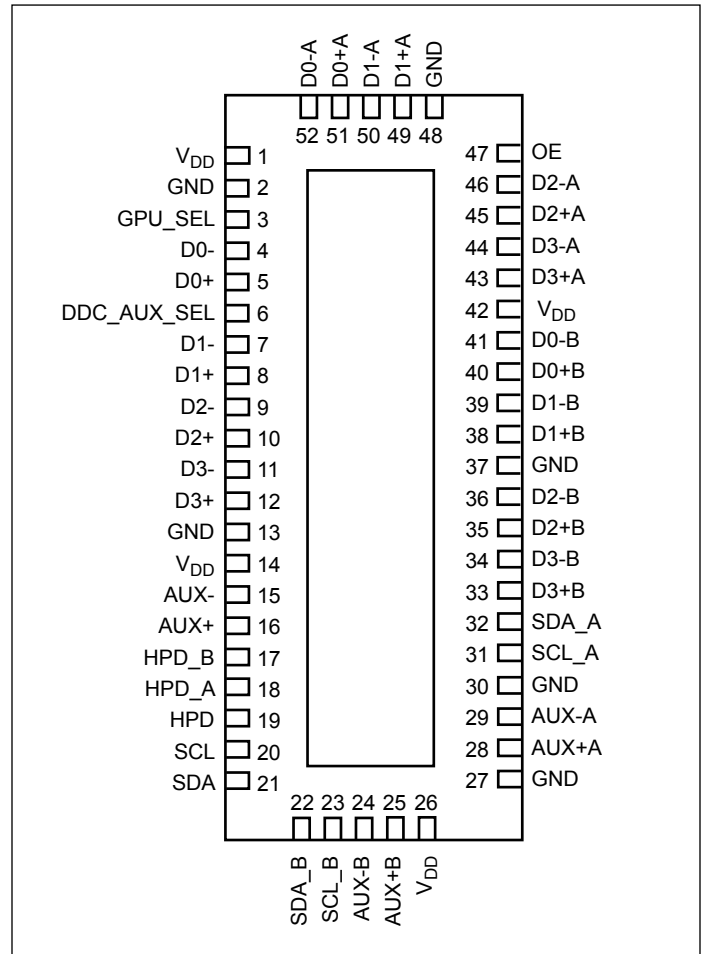 D0-A
D0+A
D1-A
D1+A
GND
52 51 50 49 48
VDD 1
GND 2
GPU_SEL 3
D0- 4
D0+ 5
DDC_AUX_SEL 6
D1- 7
D1+ 8
D2- 9
D2+ 10
D3- 11
D3+ 12
GND 13
VDD 14
AUX- 15
AUX+ 16
HPD_B 17
HPD_A 18
HPD 19
SCL 20
SDA 21
47 OE
46 D2-A
45 D2+A
44 D3-A
43 D3+A
42 VDD
41 D0-B
40 D0+B
39 D1-B
38 D1+B
37 GND
36 D2-B
35 D2+B
34 D3-B
33 D3+B
32 SDA_A
31 SCL_A
30 GND
29 AUX-A
28 AUX+A
27 GND
22 23 24 25 26
SDA_B
SCL_B
AUX-B
AUX+B
VDD